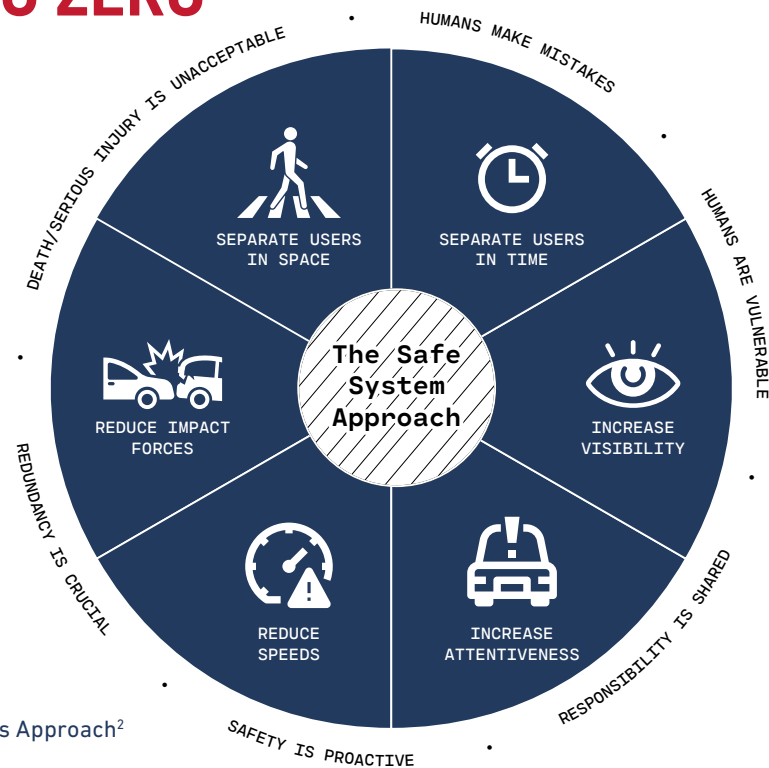 ZERO
DEATH/SERIOUS INJURY IS UNACCEPTABLE
HUMANS MAKE MISTAKES
HUMANS ARE VULNERABLE
RESPONSIBILITY IS SHARED
SAFETY IS PROACTIVE
REDUNDANCY IS CRUCIAL
SEPARATE USERS
IN SPACE
SEPARATE USERS
IN TIME
REDUCE IMPACT
FORCES
The Safe
System
Approach
INCREASE
VISIBILITY
REDUCE
SPEEDS
INCREASE
ATTENTIVENESS
s Approach²